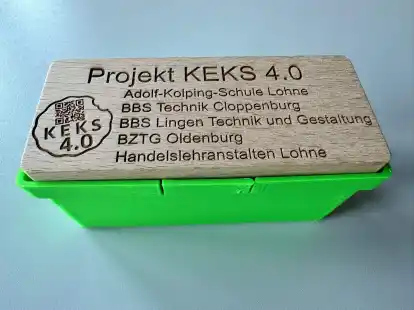 Projekt KEKS 4.0
Adolf-Kolping-Schule Lohne
BBS Technik Cloppenburg
BBS Lingen Technik und Gestaltung
BZTG Oldenburg
Handelslehranstalten Lohne
KEKS
4.0